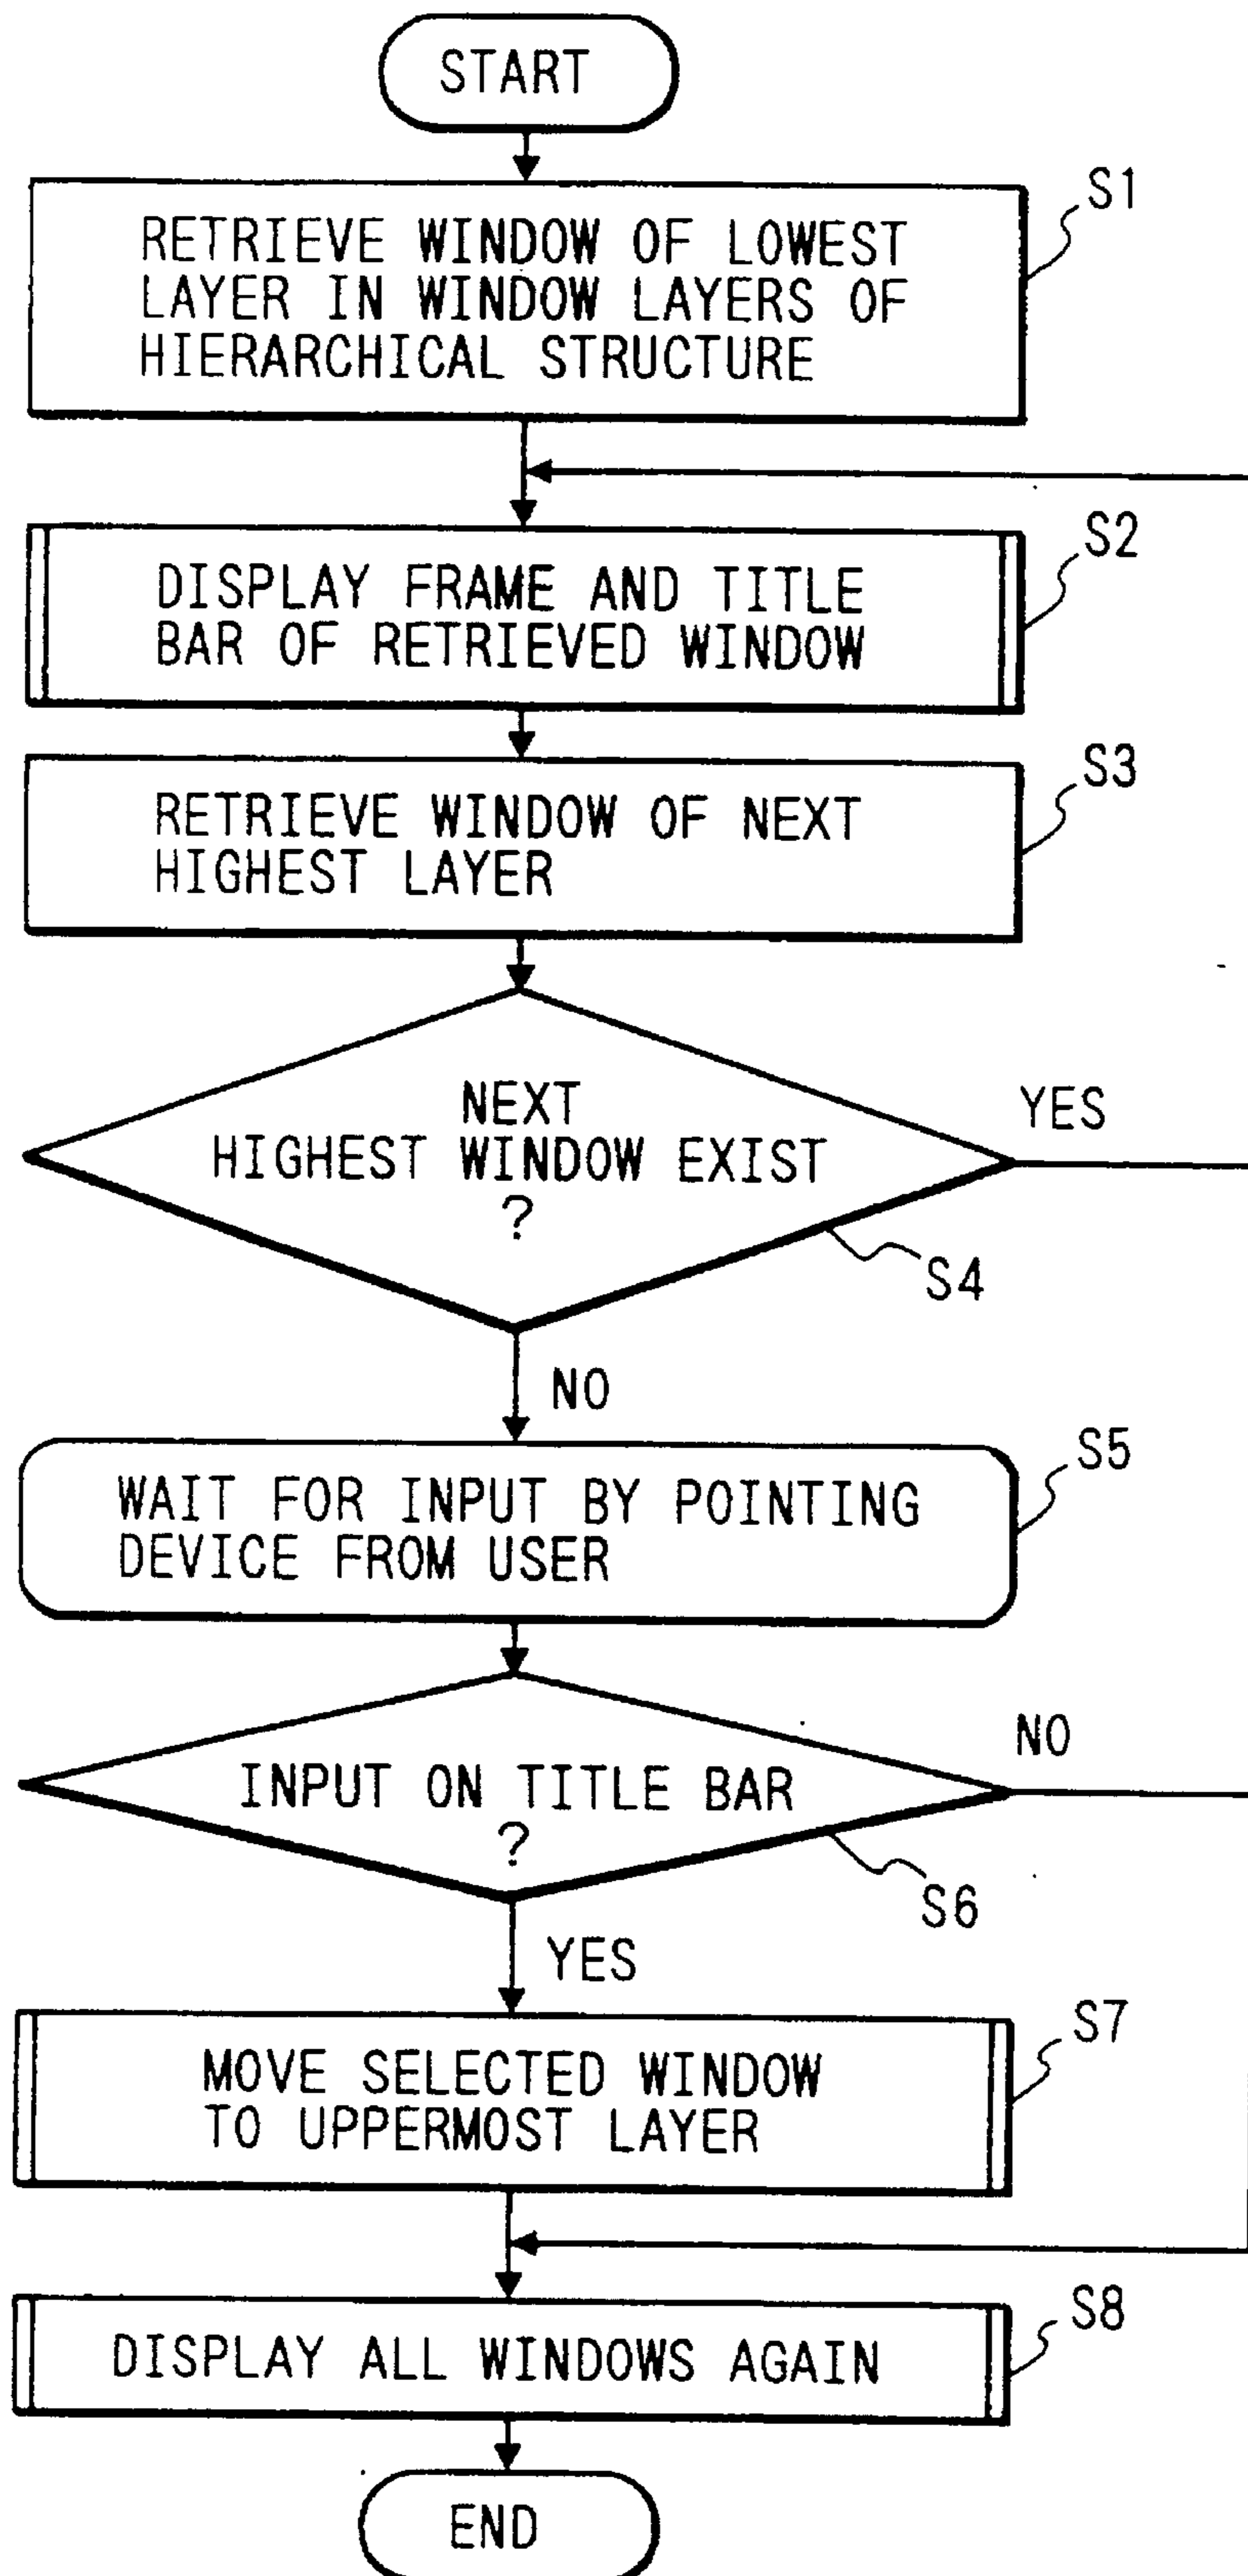 START
S1
RETRIEVE WINDOW OF LOWEST
LAYER IN WINDOW LAYERS OF
HIERARCHICAL STRUCTURE
S2
DISPLAY FRAME AND TITLE
BAR OF RETRIEVED WINDOW
S3
RETRIEVE WINDOW OF NEXT
HIGHEST LAYER
NEXT
HIGHEST WINDOW EXIST
?
YES
S4
NO
S5
WAIT FOR INPUT BY POINTING
DEVICE FROM USER
NO
INPUT ON TITLE BAR
?
S6
YES
S7
MOVE SELECTED WINDOW
TO UPPERMOST LAYER
S8
DISPLAY ALL WINDOWS AGAIN
END